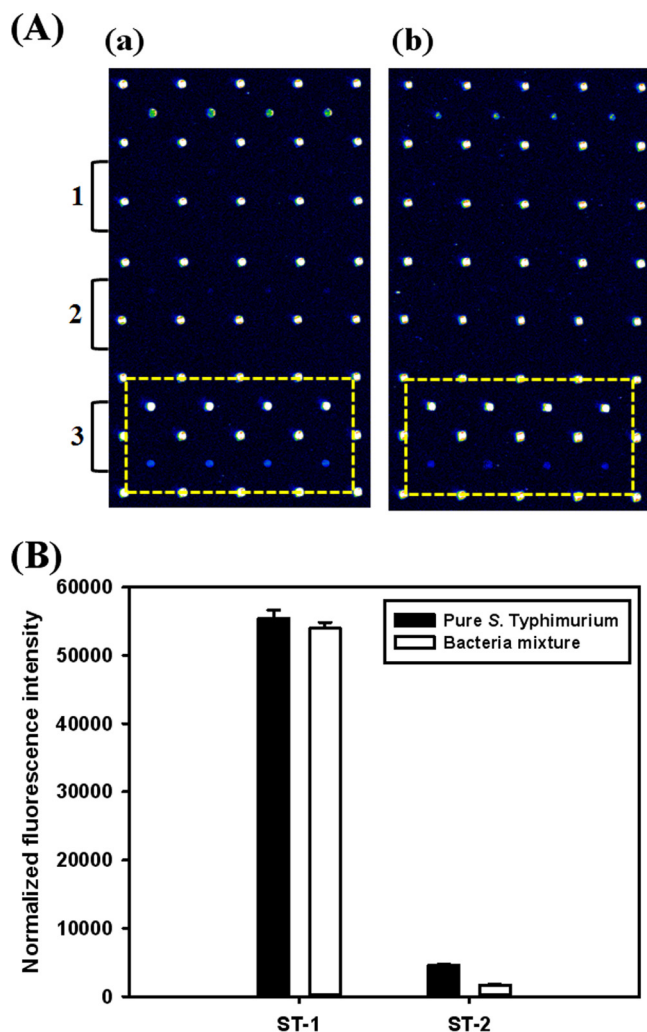 (A)
(a)
(b)
1
2
3
(B)
60000
50000
40000
30000
20000
10000
0
Normalized fluorescence intensity
Pure S. Typhimurium
Bacteria mixture
ST-1
ST-2